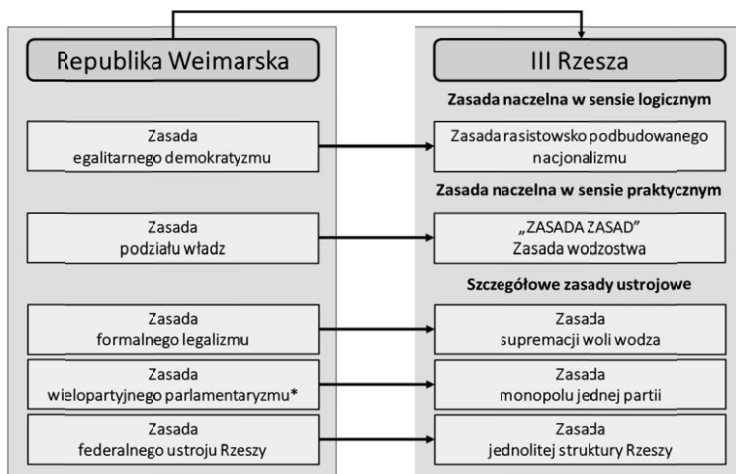 Republika Weimarska
III Rzesza
Zasada naczelna w sensie logicznym
Zasada
egalitarnego demokratyzmu
Zasada rasistowsko podbudowanego
nacjonalizmu
Zasada naczelna w sensie praktycznym
Zasada
podziału władz
„ZASADA ZASAD”
Zasada wodzostwa
Szczegółowe zasady ustrojowe
Zasada
formalnego legalizmu
Zasada
supremacji woli wodza
Zasada
wielopartyjnego parlamentaryzmu*
Zasada
monopolu jednej partii
Zasada
federalnego ustroju Rzeszy
Zasada
jednolitej struktury Rzeszy